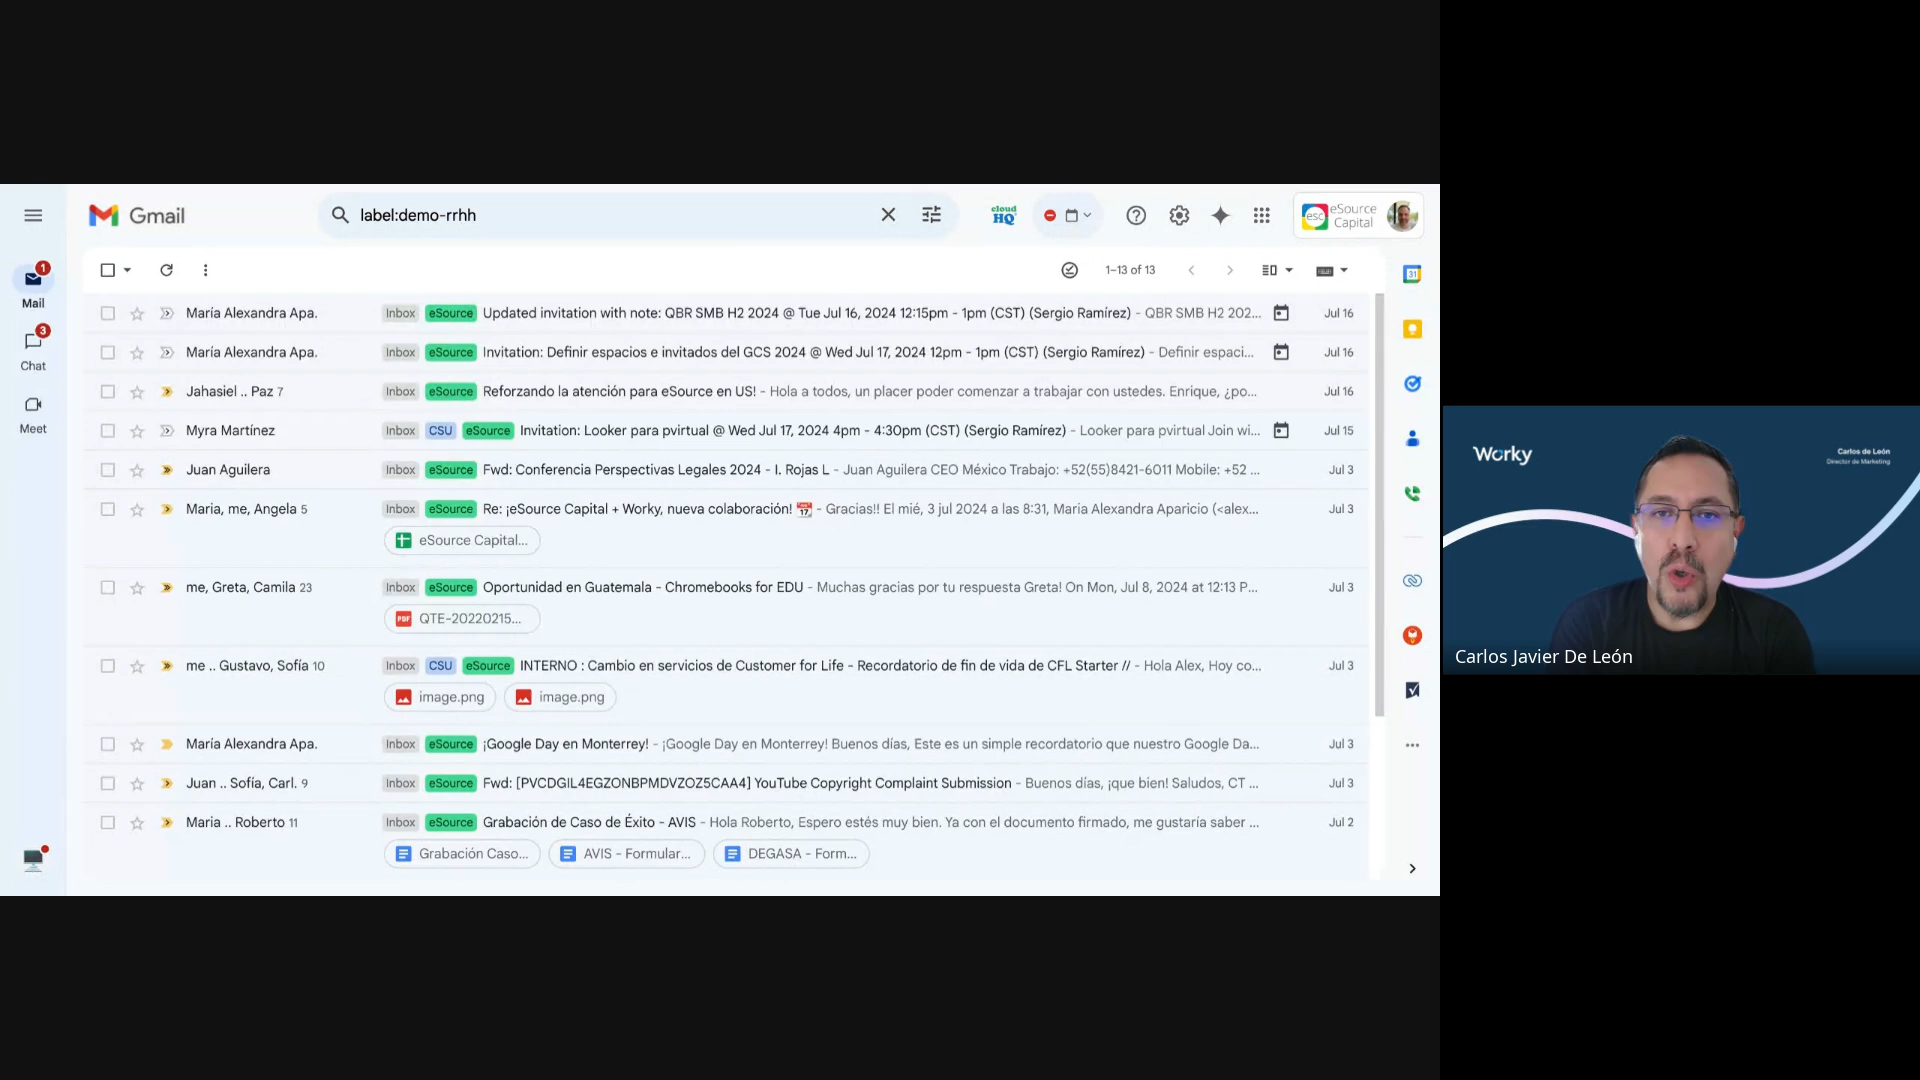 Gmail
label:demo-rrhh
cloud HQ
esc eSource Capital
1
Mail
3
Chat
Meet
1–13 of 13
31
María Alexandra Apa. Inbox eSource Updated invitation with note: QBR SMB H2 2024 @ Tue Jul 16, 2024 12:15pm - 1pm (CST) (Sergio Ramírez) - QBR SMB H2 202... Jul 16
María Alexandra Apa. Inbox eSource Invitation: Definir espacios e invitados del GCS 2024 @ Wed Jul 17, 2024 12pm - 1pm (CST) (Sergio Ramírez) - Definir espaci... Jul 16
Jahasiel .. Paz 7 Inbox eSource Reforzando la atención para eSource en US! - Hola a todos, un placer poder comenzar a trabajar con ustedes. Enrique, ¿po... Jul 16
Myra Martínez Inbox CSU eSource Invitation: Looker para pvirtual @ Wed Jul 17, 2024 4pm - 4:30pm (CST) (Sergio Ramírez) - Looker para pvirtual Join wi... Jul 15
Juan Aguilera Inbox eSource Fwd: Conferencia Perspectivas Legales 2024 - I. Rojas L - Juan Aguilera CEO México Trabajo: +52(55)8421-6011 Mobile: +52 ... Jul 3
Maria, me, Angela 5 Inbox eSource Re: ¡eSource Capital + Worky, nueva colaboración! 📆 - Gracias!! El mié, 3 jul 2024 a las 8:31, Maria Alexandra Aparicio (<alex... Jul 3
eSource Capital...
me, Greta, Camila 23 Inbox eSource Oportunidad en Guatemala - Chromebooks for EDU - Muchas gracias por tu respuesta Greta! On Mon, Jul 8, 2024 at 12:13 P... Jul 3
PDF QTE-20220215...
me .. Gustavo, Sofía 10 Inbox CSU eSource INTERNO : Cambio en servicios de Customer for Life - Recordatorio de fin de vida de CFL Starter // - Hola Alex, Hoy co... Jul 3
image.png image.png
María Alexandra Apa. Inbox eSource ¡Google Day en Monterrey! - ¡Google Day en Monterrey! Buenos días, Este es un simple recordatorio que nuestro Google Da... Jul 3
Juan .. Sofía, Carl. 9 Inbox eSource Fwd: [PVCDGIL4EGZONBPMDVZOZ5CAA4] YouTube Copyright Complaint Submission - Buenos días, ¡que bien! Saludos, CT ... Jul 3
Maria .. Roberto 11 Inbox eSource Grabación de Caso de Éxito - AVIS - Hola Roberto, Espero estés muy bien. Ya con el documento firmado, me gustaría saber ... Jul 2
Grabación Caso... AVIS - Formular... DEGASA - Form...
Worky
Carlos de León
Director de Marketing
Carlos Javier De León